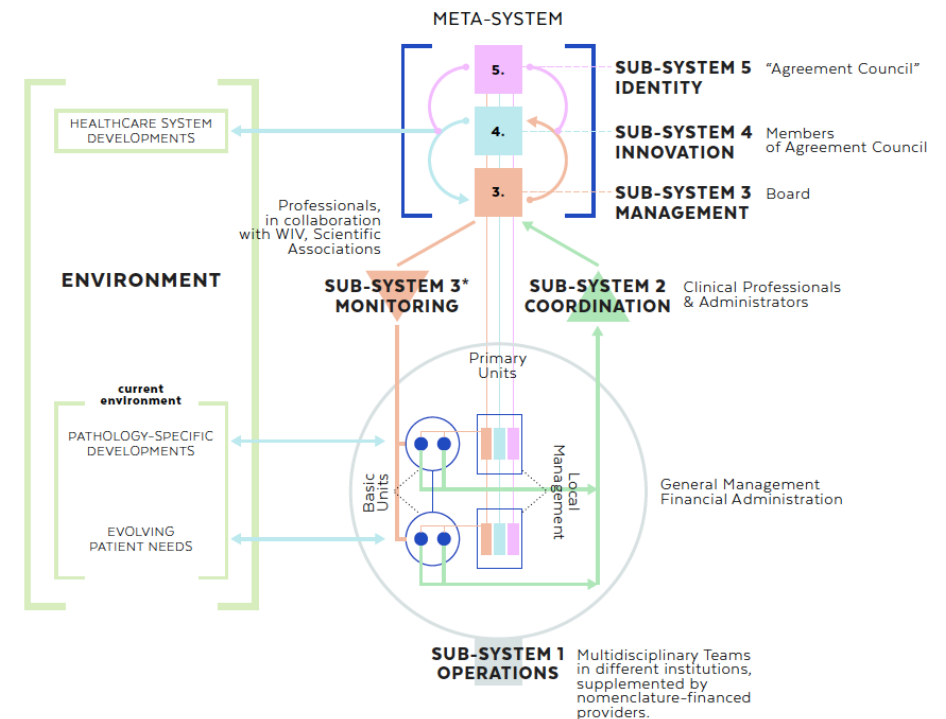 META-SYSTEM
5.
SUB-SYSTEM 5
IDENTITY
“Agreement Council”
HEALTHCARE SYSTEM
DEVELOPMENTS
4.
SUB-SYSTEM 4
INNOVATION
Members
of Agreement Council
3.
SUB-SYSTEM 3
MANAGEMENT
Board
Professionals,
in collaboration
with WIV, Scientific
Associations
ENVIRONMENT
SUB-SYSTEM 3*
MONITORING
SUB-SYSTEM 2
COORDINATION
Clinical Professionals
& Administrators
Primary
Units
current
environment
PATHOLOGY-SPECIFIC
DEVELOPMENTS
Basic
Units
Local
Management
General Management
Financial Administration
EVOLVING
PATIENT NEEDS
SUB-SYSTEM 1
OPERATIONS
Multidisciplinary Teams
in different institutions,
supplemented by
nomenclature-financed
providers.